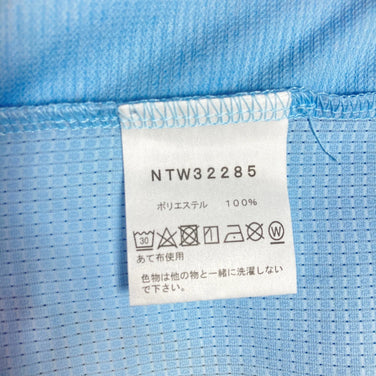 NTW32285
ポリエステル 100%
30 W
あて布使用
色物は他の物と一緒に洗濯しない
で下さい。